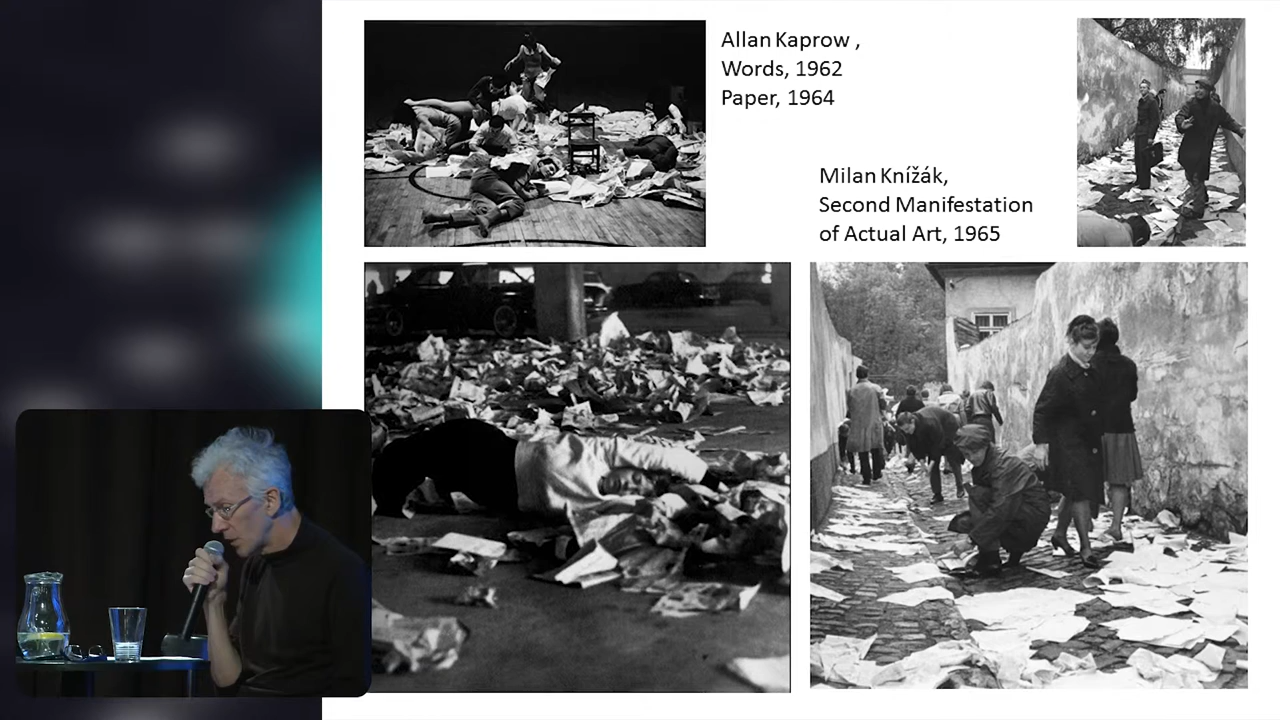 Allan Kaprow ,
Words, 1962
Paper, 1964
Milan Knížák,
Second Manifestation
of Actual Art, 1965